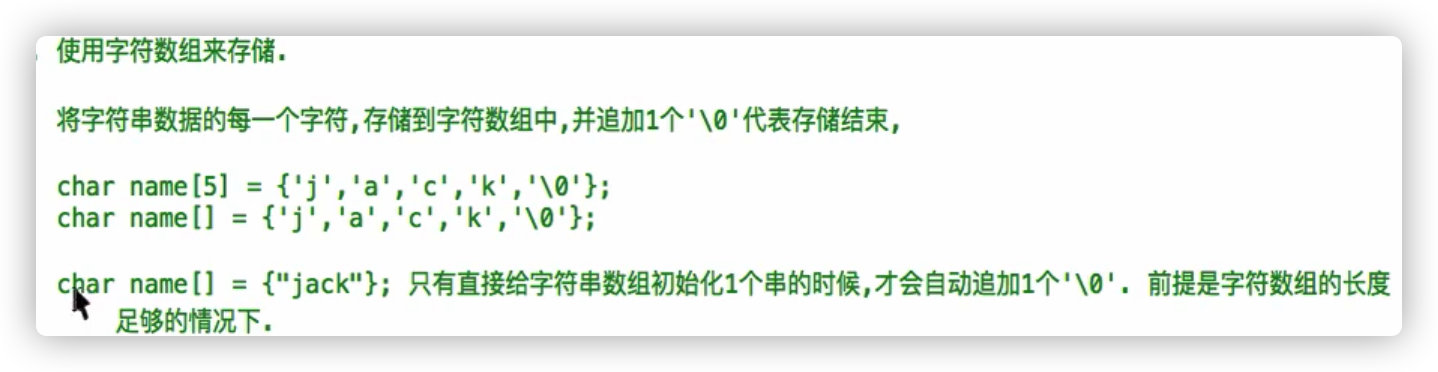 使用字符数组来存储.
将字符串数据的每一个字符,存储到字符数组中,并追加1个'\0'代表存储结束,
char name[5] = {'j','a','c','k','\0'};
char name[] = {'j','a','c','k','\0'};
char name[] = {"jack"}; 只有直接给字符串数组初始化1个串的时候,才会自动追加1个'\0'. 前提是字符数组的长度
足够的情况下.